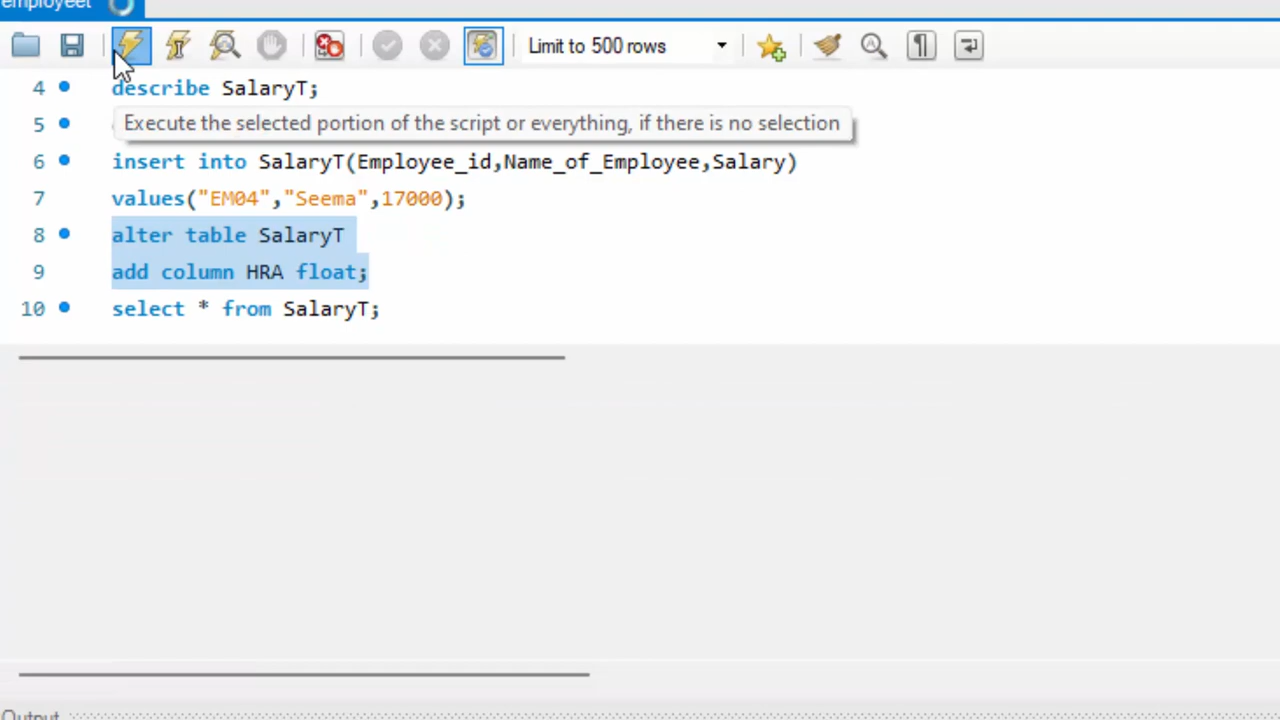 employeet
Limit to 500 rows
4 describe SalaryT;
Execute the selected portion of the script or everything, if there is no selection
5
6 insert into SalaryT(Employee_id,Name_of_Employee,Salary)
7 values("EM04","Seema",17000);
8 alter table SalaryT
9 add column HRA float;
10 select * from SalaryT;
Output